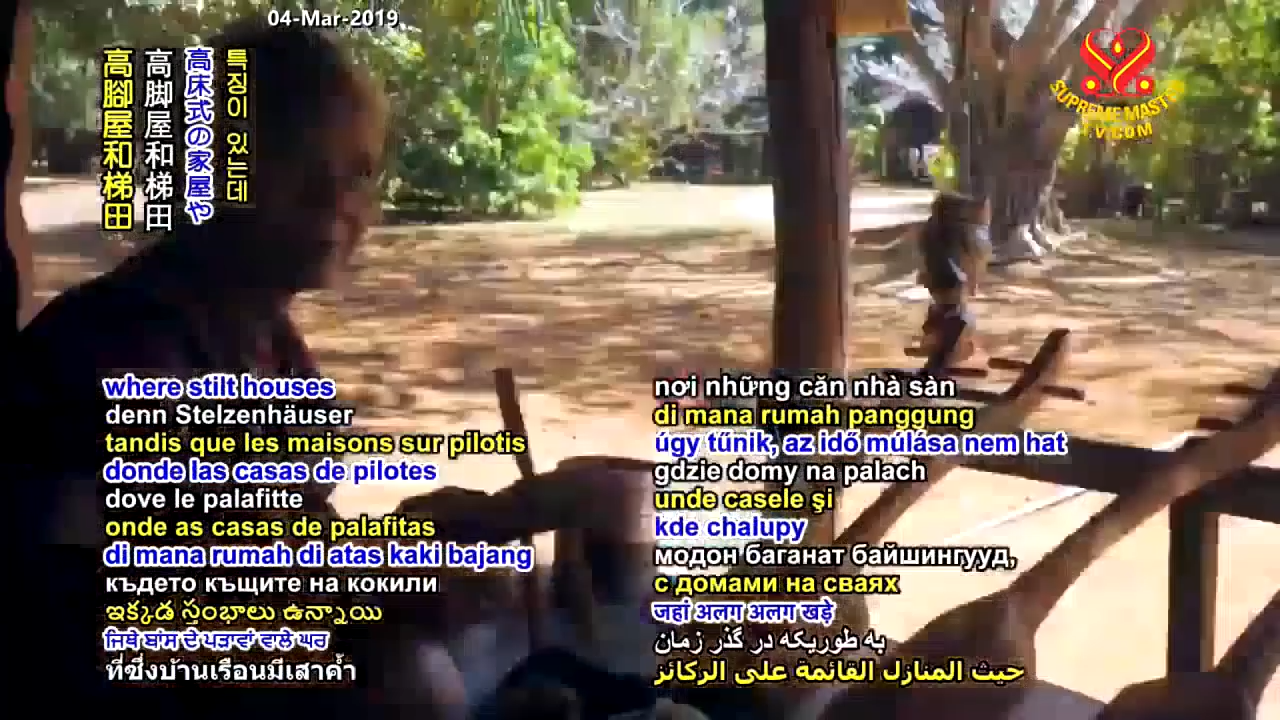 04-Mar-2019
高腳屋和梯田
高脚屋和梯田
高床式の家屋や
특징이 있는데
SUPREME MASTER
TV.COM
where stilt houses
denn Stelzenhäuser
tandis que les maisons sur pilotis
donde las casas de pilotes
dove le palafitte
onde as casas de palafitas
di mana rumah di atas kaki bajang
където къщите на кокили
ఇక్కడ స్తంభాలు ఉన్నాయి
ਜਿਥੇ ਬਾਂਸ ਦੇ ਪੜਾਵਾਂ ਵਾਲੇ ਘਰ
ที่ซึ่งบ้านเรือนมีเสาค้ำ
nơi những căn nhà sàn
di mana rumah panggung
úgy tűnik, az idő múlása nem hat
gdzie domy na palach
unde casele şi
kde chalupy
модон баганат байшингууд,
с домами на сваях
जहां अलग अलग खड़े
به طوریکه در گذر زمان
حيث المنازل القائمة على الركائز